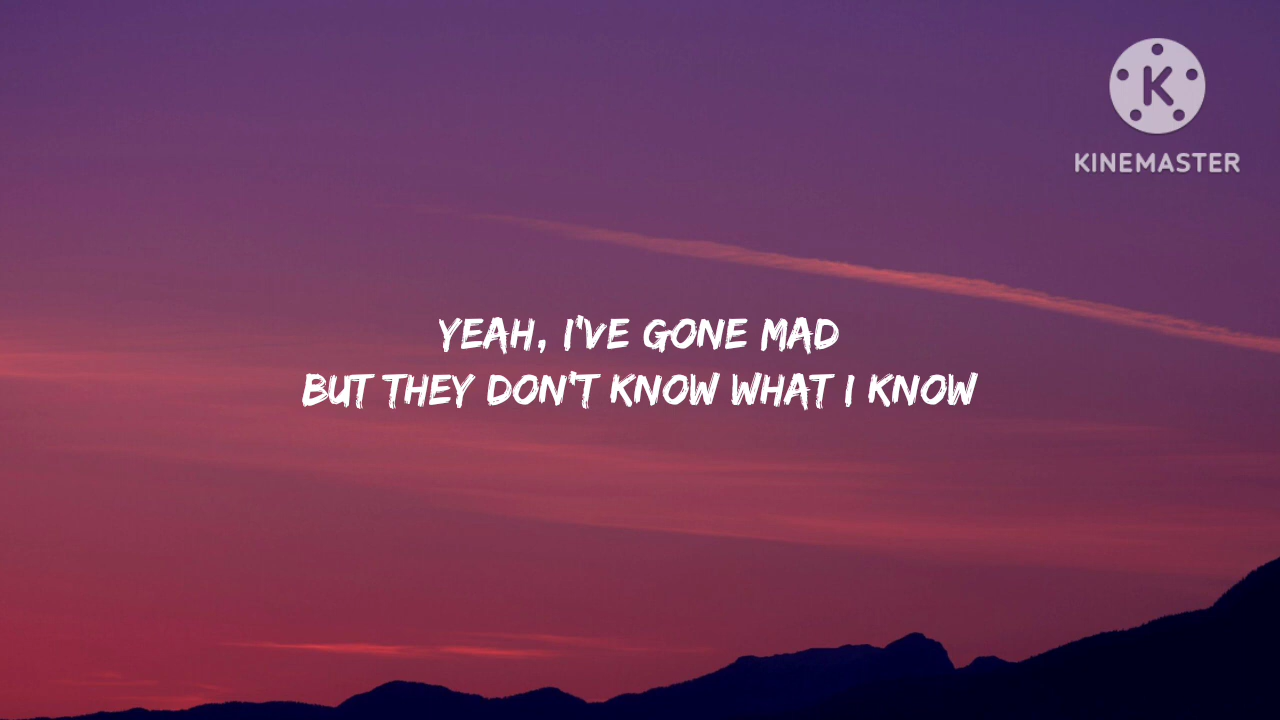 K
KINEMASTER
YEAH, I'VE GONE MAD
BUT THEY DON'T KNOW WHAT I KNOW